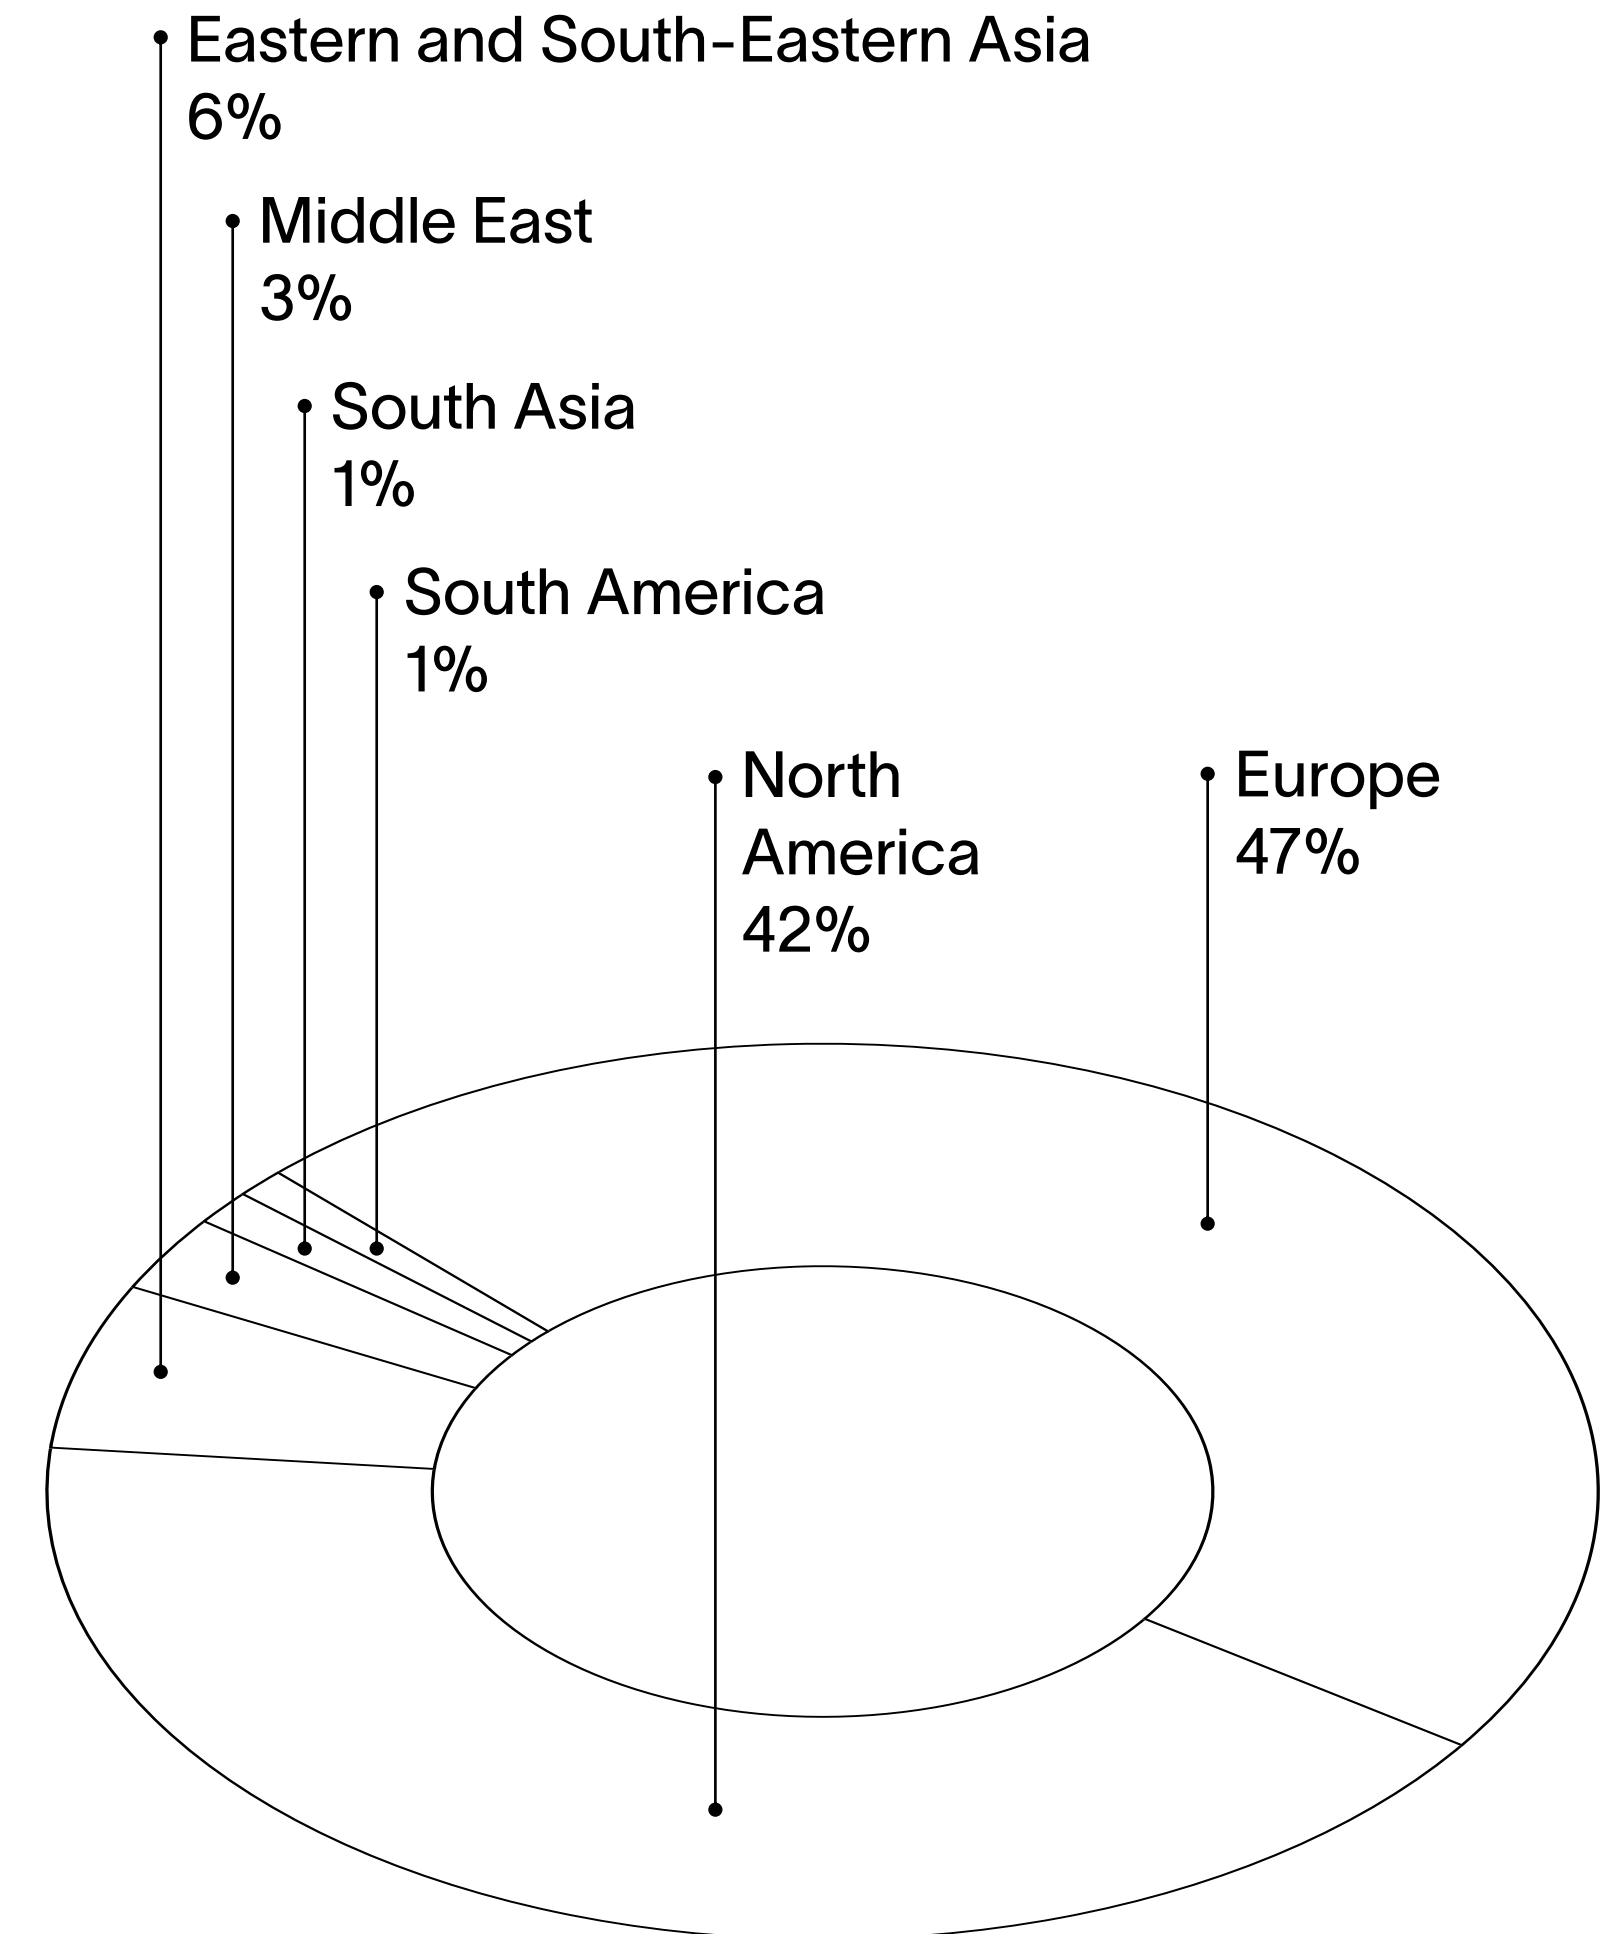 Eastern and South-Eastern Asia
6%
Middle East
3%
South Asia
1%
South America
1%
North
America
42%
Europe
47%